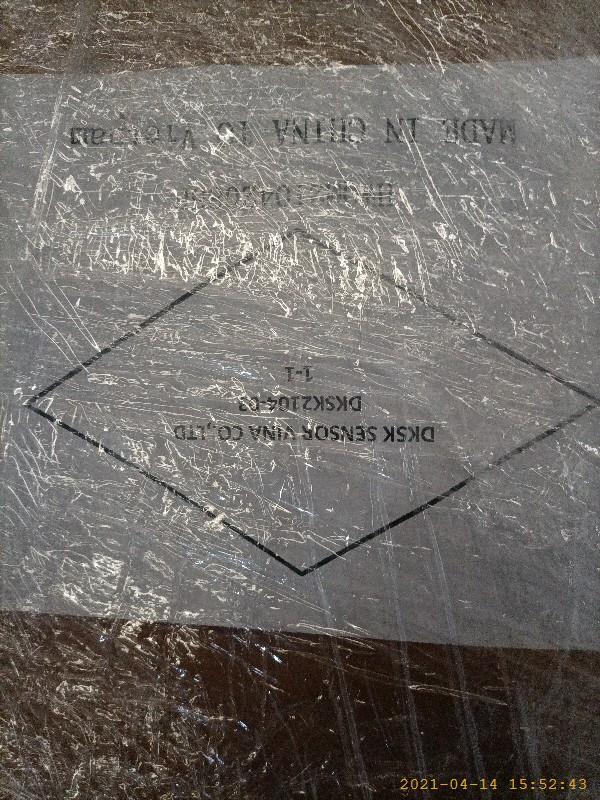 DKSK SENSOR VINA CO.,LTD
DKSK2104-03
1-1
MADE IN CHINA TO Vietnam
2021-04-14 15:52:43